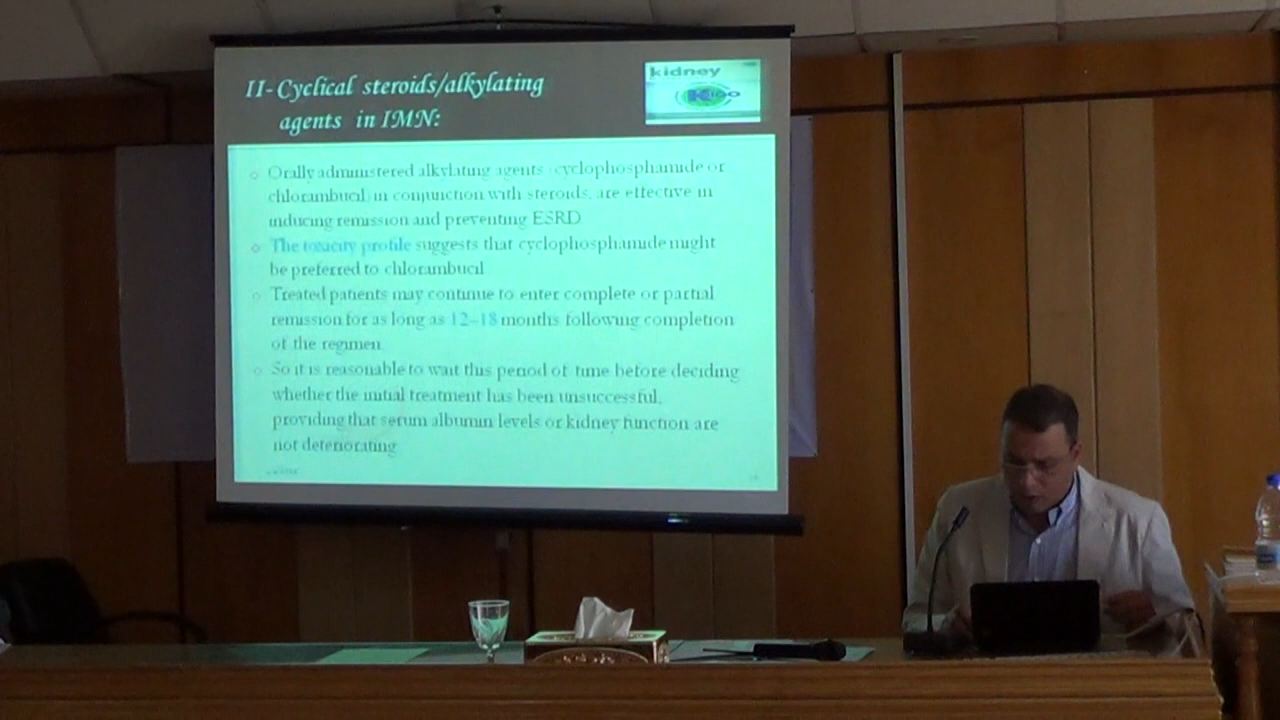 II- Cyclical steroids/alkylating
agents in IMN:
kidney
Orally administered alkylating agents (cyclophosphamide or
chlorambucil) in conjunction with steroids, are effective in
inducing remission and preventing ESRD.
The toxicity profile suggests that cyclophosphamide might
be preferred to chlorambucil
Treated patients may continue to enter complete or partial
remission for as long as 12–18 months following completion
of the regimen.
So it is reasonable to wait this period of time before deciding
whether the initial treatment has been unsuccessful,
providing that serum albumin levels or kidney function are
not deteriorating